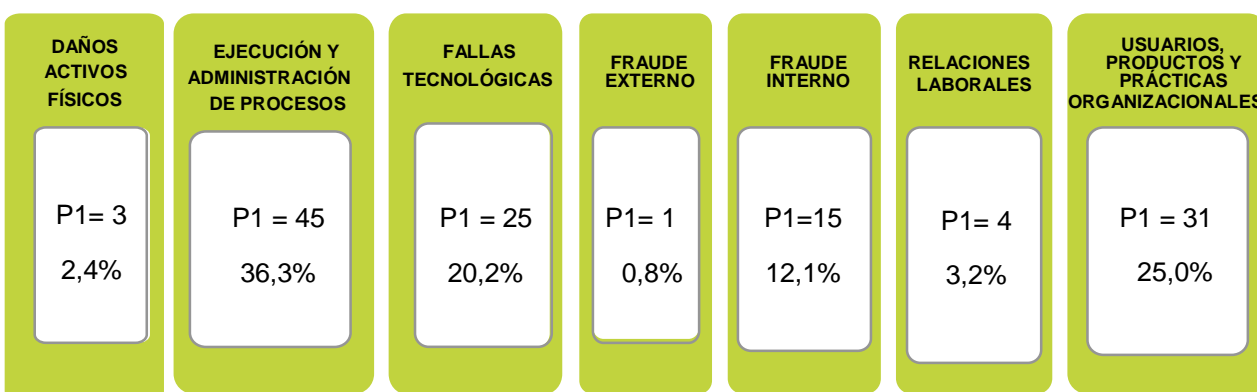 DAÑOS
ACTIVOS
FÍSICOS
P1= 3
2,4%
EJECUCIÓN Y
ADMINISTRACIÓN
DE PROCESOS
P1 = 45
36,3%
FALLAS
TECNOLÓGICAS
P1 = 25
20,2%
FRAUDE
EXTERNO
P1= 1
0,8%
FRAUDE
INTERNO
P1=15
12,1%
RELACIONES
LABORALES
P1= 4
3,2%
USUARIOS,
PRODUCTOS Y
PRÁCTICAS
ORGANIZACIONALES
P1 = 31
25,0%